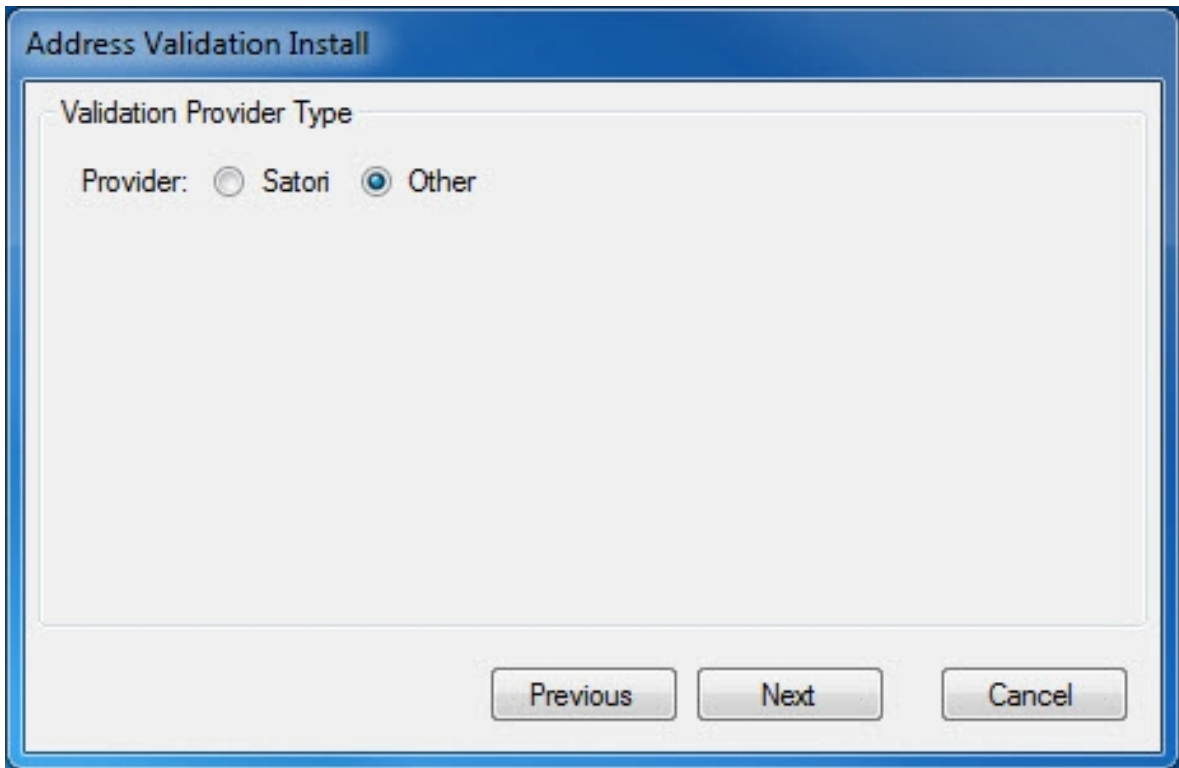 Address Validation Install
Validation Provider Type
Provider: Satori Other
Previous Next Cancel